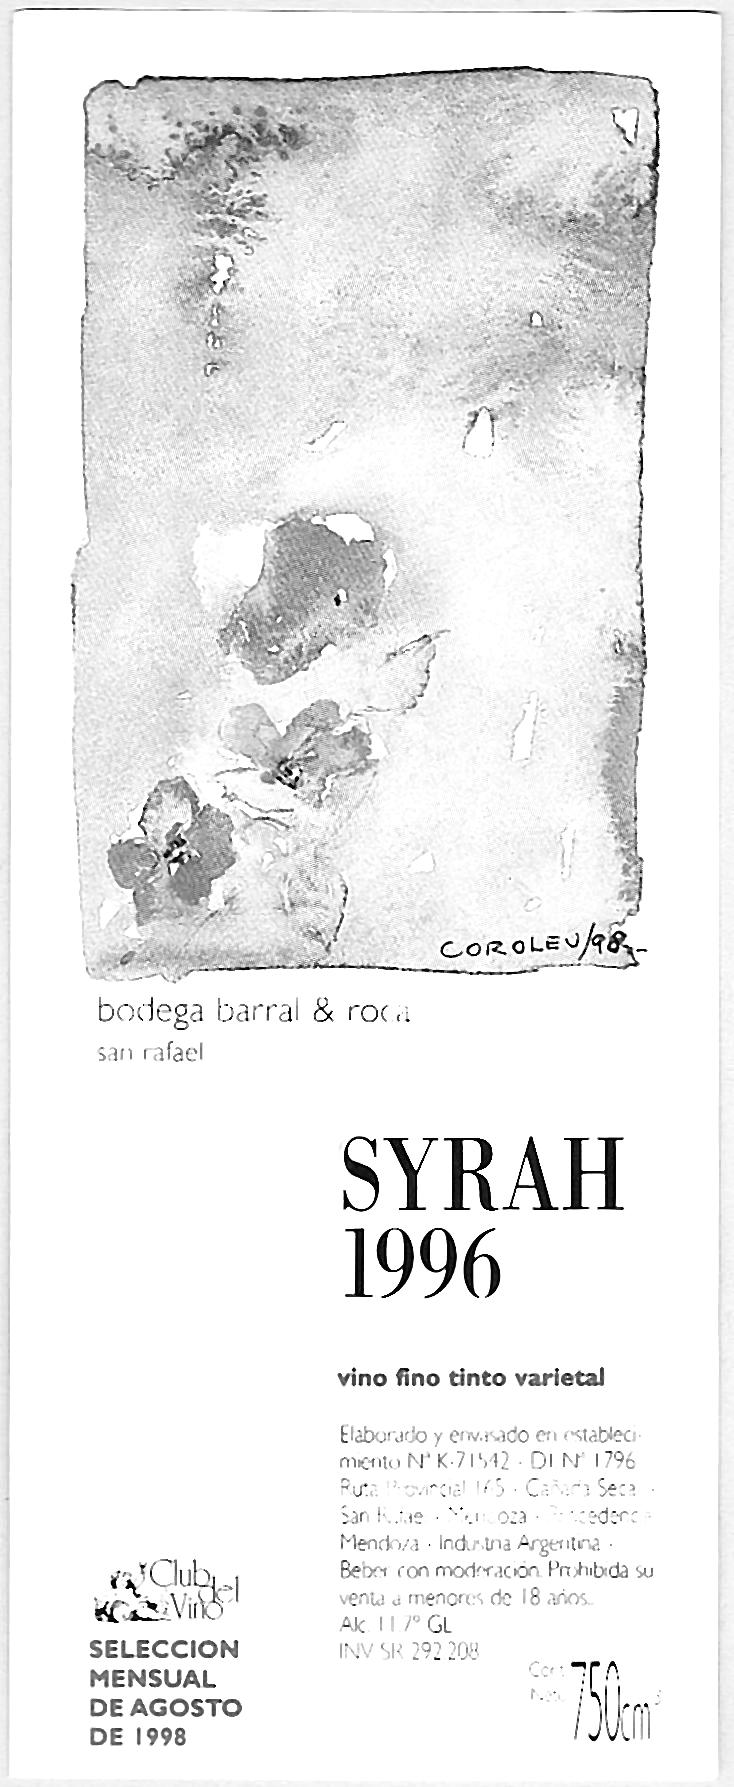 COROLEU/98.-
bodega barral & roca
san rafael
SYRAH
1996
vino fino tinto varietal
Elaborado y envasado en estableci-
miento Nº K-71542 - DI Nº 1796
Ruta Provincial 165 - Cañada Seca -
San Rafael - Mendoza - Procedencia
Mendoza - Industria Argentina -
Beber con moderación. Prohibida su
venta a menores de 18 años.
Alc. 11.7º GL
INV SR 292.208
Cont.
Neto
750cm³
Club
del
Vino
SELECCION
MENSUAL
DE AGOSTO
DE 1998